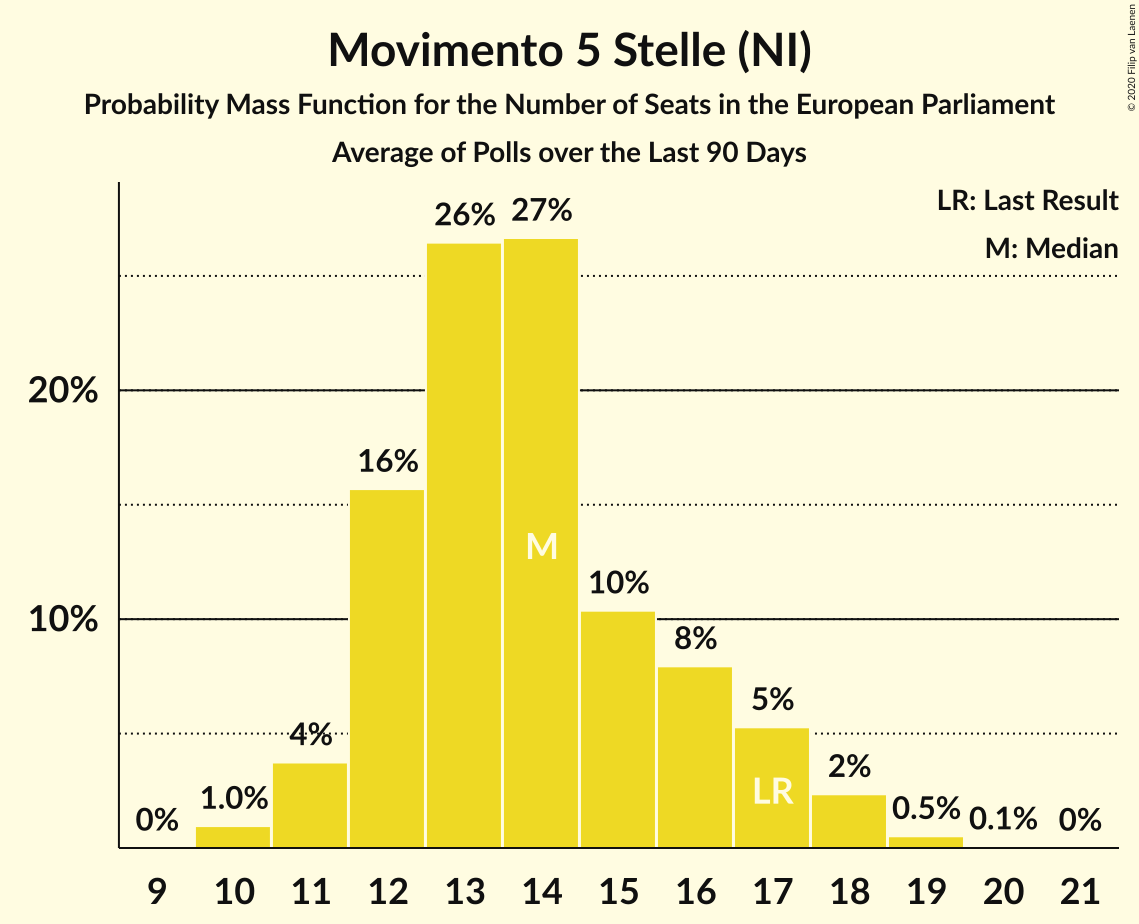 Movimento 5 Stelle (NI)
Probability Mass Function for the Number of Seats in the European Parliament
Average of Polls over the Last 90 Days
© 2020 Filip van Laenen
LR: Last Result
M: Median
26% 27%
20%
16%
M
10%
10%
8%
5%
4%
2%
LR
1.0%
0.5%
0% 0.1% 0%
9 10 11 12 13 14 15 16 17 18 19 20 21